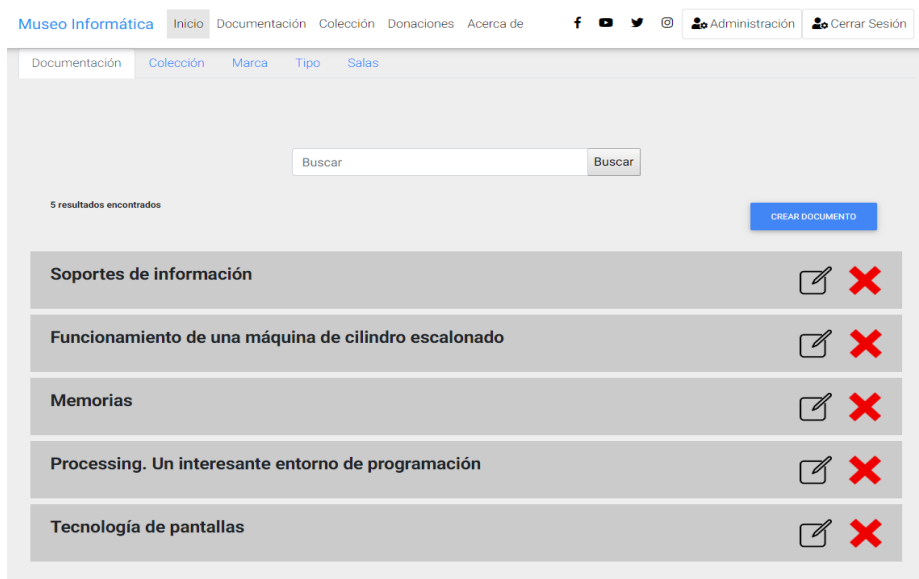 Museo Informática Inicio Documentación Colección Donaciones Acerca de Administración Cerrar Sesión
Documentación Colección Marca Tipo Salas
Buscar Buscar
5 resultados encontrados
CREAR DOCUMENTO
Soportes de información
Funcionamiento de una máquina de cilindro escalonado
Memorias
Processing. Un interesante entorno de programación
Tecnología de pantallas